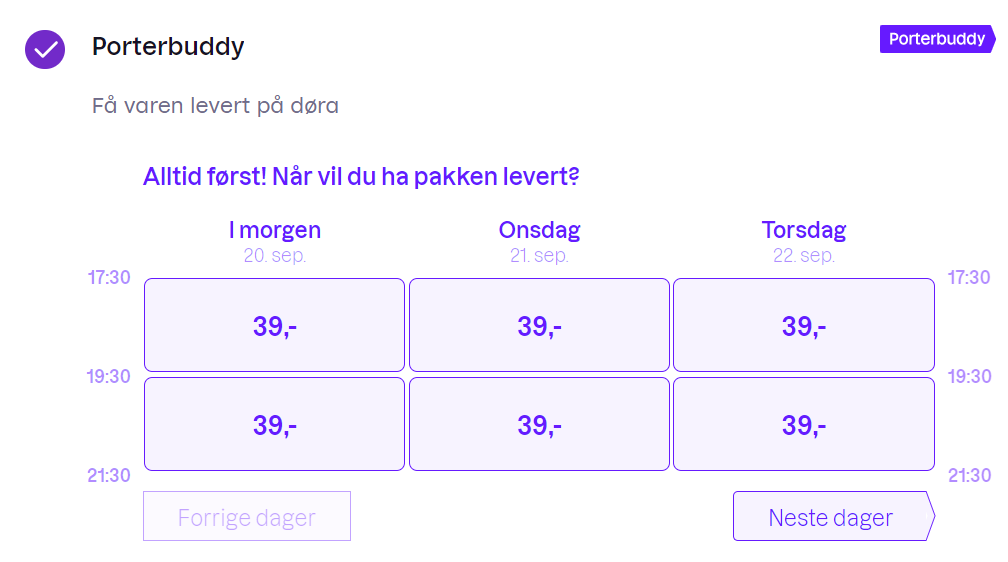 Porterbuddy
Porterbuddy
Få varen levert på døra
Alltid først! Når vil du ha pakken levert?
I morgen Onsdag Torsdag
20. sep. 21. sep. 22. sep.
17:30 17:30
39,- 39,- 39,-
19:30 19:30
39,- 39,- 39,-
21:30 21:30
Forrige dager Neste dager